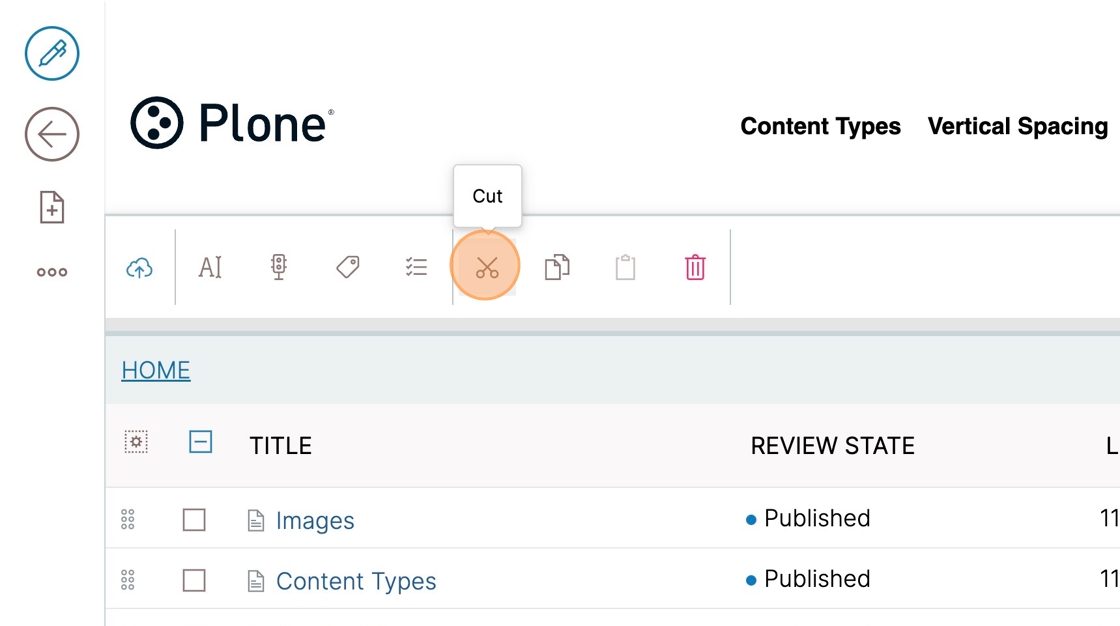 Plone®
Content Types Vertical Spacing
Cut
AI
HOME
TITLE REVIEW STATE L
Images Published 11
Content Types Published 11